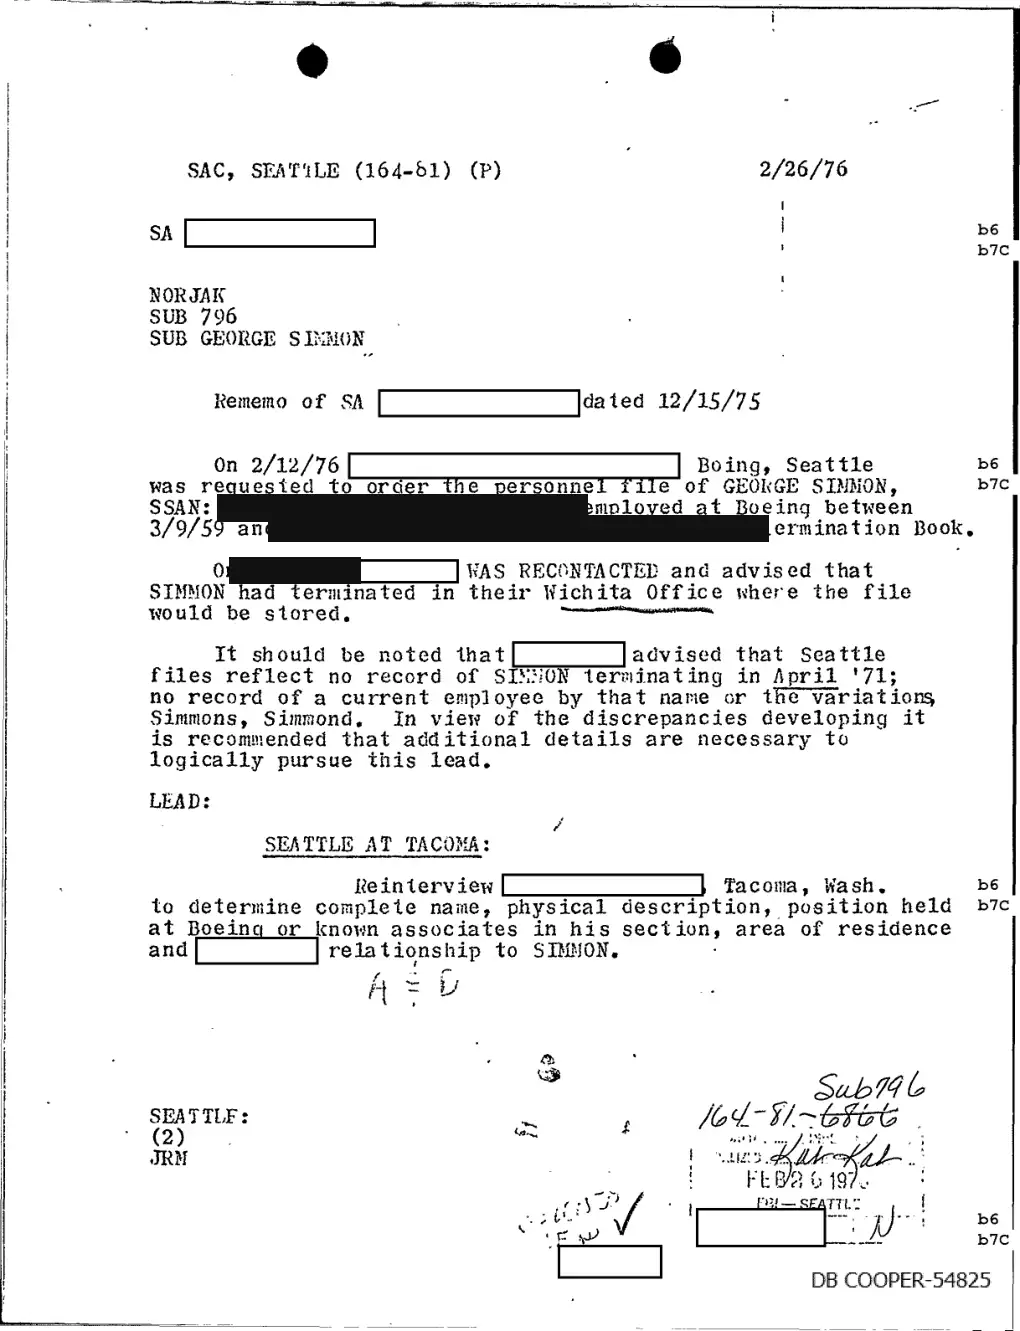 SAC, SEATTLE (164-81) (P) 2/26/76
SA b6
b7C
NORJAK
SUB 796
SUB GEORGE SIMMON
Rememo of SA dated 12/15/75
On 2/12/76 Boing, Seattle b6
was requested to order the personnel file of GEORGE SIMMON, b7C
SSAN: employed at Boeing between
3/9/59 and ermination Book.
WAS RECONTACTED and advised that
SIMMON had terminated in their Wichita Office where the file
would be stored.
It should be noted that advised that Seattle
files reflect no record of SIMMON terminating in April '71;
no record of a current employee by that name or the variations,
Simmons, Simmond. In view of the discrepancies developing it
is recommended that additional details are necessary to
logically pursue this lead.
LEAD:
SEATTLE AT TACOMA:
Reinterview , Tacoma, Wash. b6
to determine complete name, physical description, position held b7C
at Boeing or known associates in his section, area of residence
and relationship to SIMMON.
Sub 796
164-81-6866
SEATTLE:
(2)
JRM
FEB 26 197
FBI — SEATTLE
N
b6
b7C
DB COOPER-54825